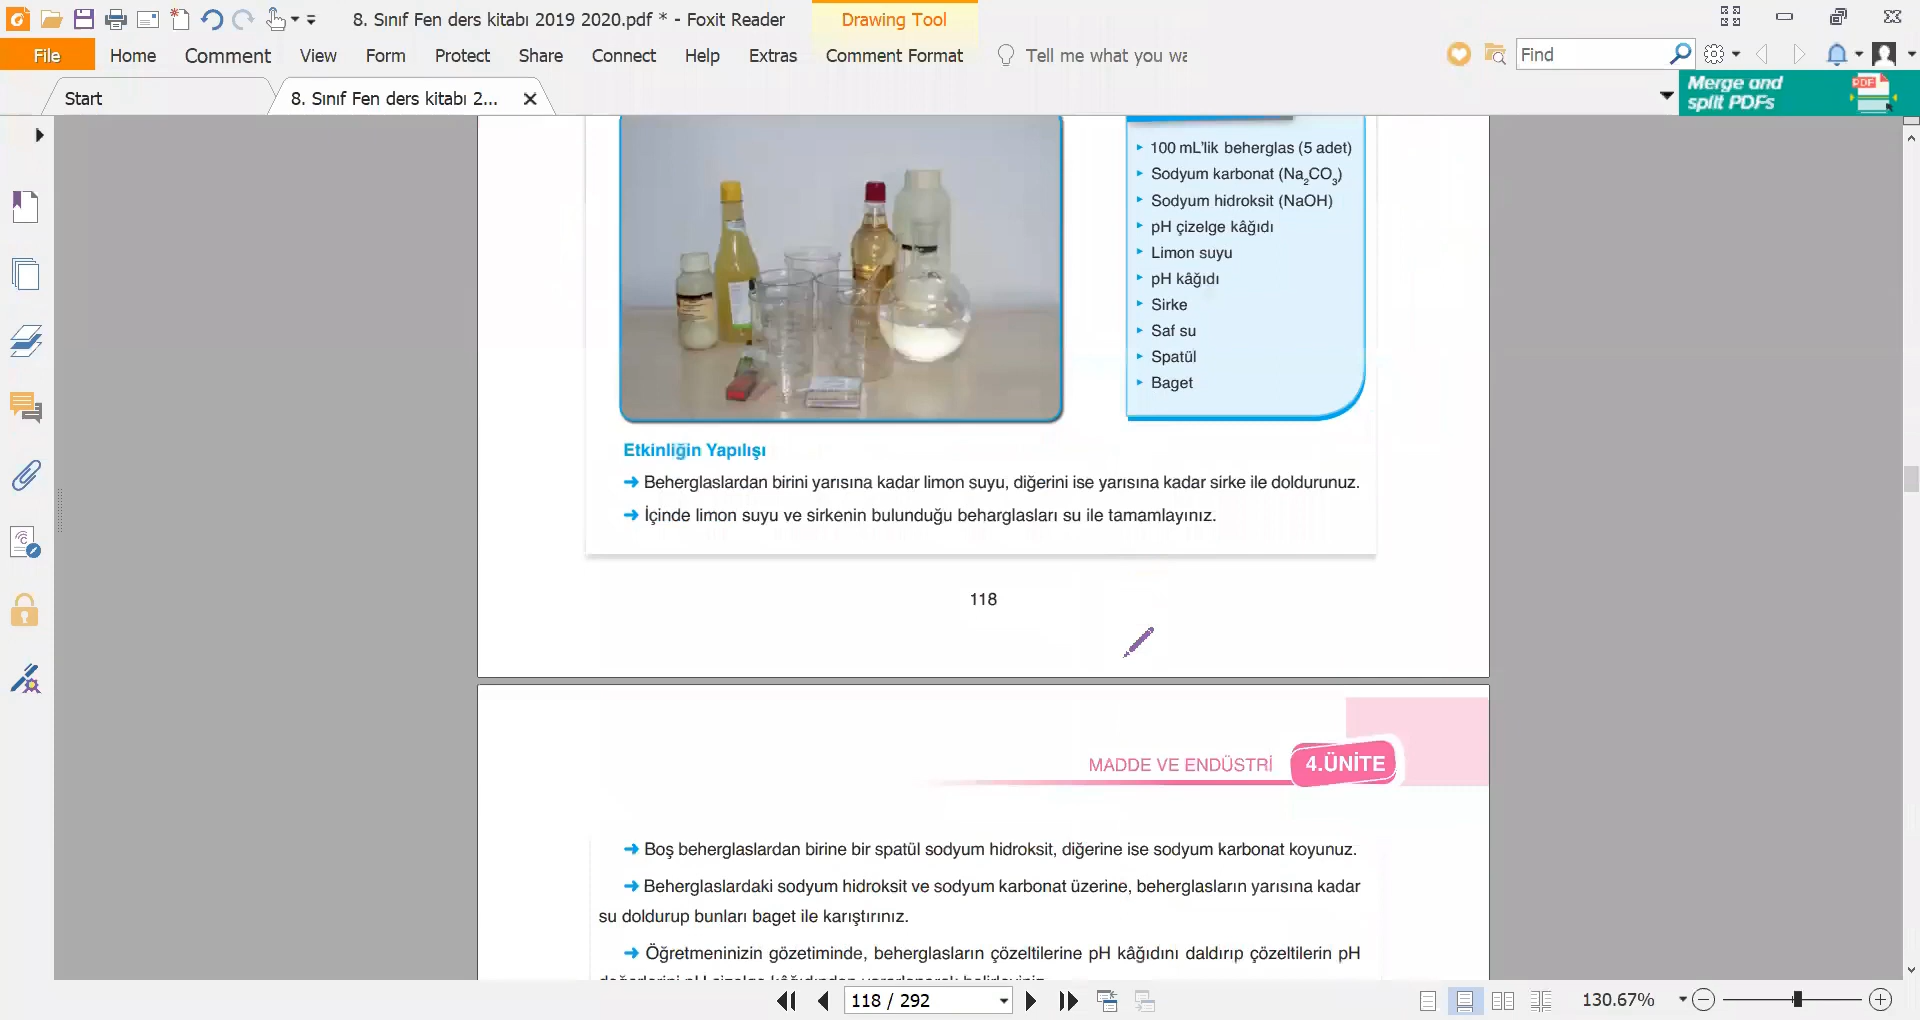 8. Sınıf Fen ders kitabı 2019 2020.pdf * - Foxit Reader
Drawing Tool
File Home Comment View Form Protect Share Connect Help Extras Comment Format Tell me what you wa
Find
Start
8. Sınıf Fen ders kitabı 2...
Merge and
split PDFs
PDF
100 mL'lik beherglas (5 adet)
Sodyum karbonat (Na₂CO₃)
Sodyum hidroksit (NaOH)
pH çizelge kâğıdı
Limon suyu
pH kâğıdı
Sirke
Saf su
Spatül
Baget
Etkinliğin Yapılışı
Beherglaslardan birini yarısına kadar limon suyu, diğerini ise yarısına kadar sirke ile doldurunuz.
İçinde limon suyu ve sirkenin bulunduğu beharglasları su ile tamamlayınız.
118
MADDE VE ENDÜSTRİ
4.ÜNİTE
Boş beherglaslardan birine bir spatül sodyum hidroksit, diğerine ise sodyum karbonat koyunuz.
Beherglaslardaki sodyum hidroksit ve sodyum karbonat üzerine, beherglasların yarısına kadar
su doldurup bunları baget ile karıştırınız.
Öğretmeninizin gözetiminde, beherglasların çözeltilerine pH kâğıdını daldırıp çözeltilerin pH
118 / 292
130.67%